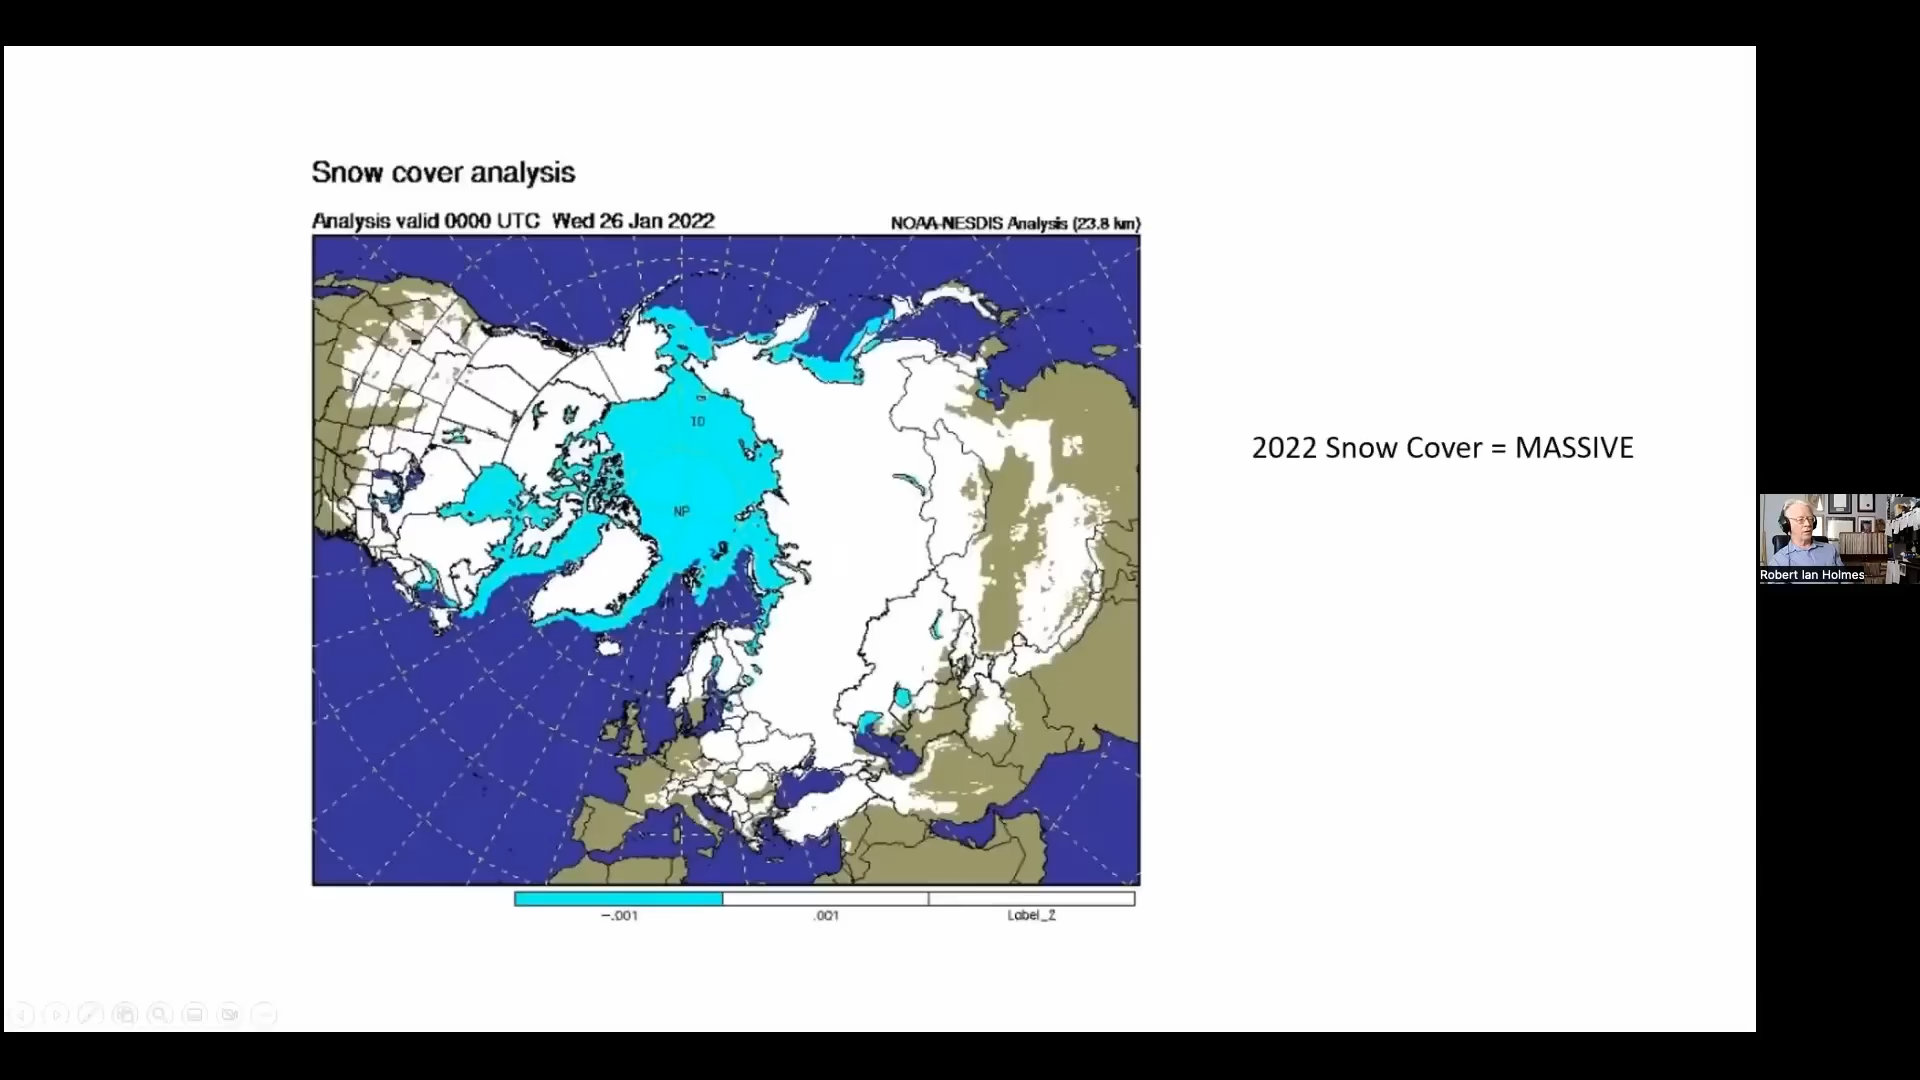 Snow cover analysis
Analysis valid 0000 UTC Wed 26 Jan 2022
NOAA-NESDIS Analysis (23.8 km)
ID
NP
2022 Snow Cover = MASSIVE
Robert Ian Holmes
-.001
.001
Label_2